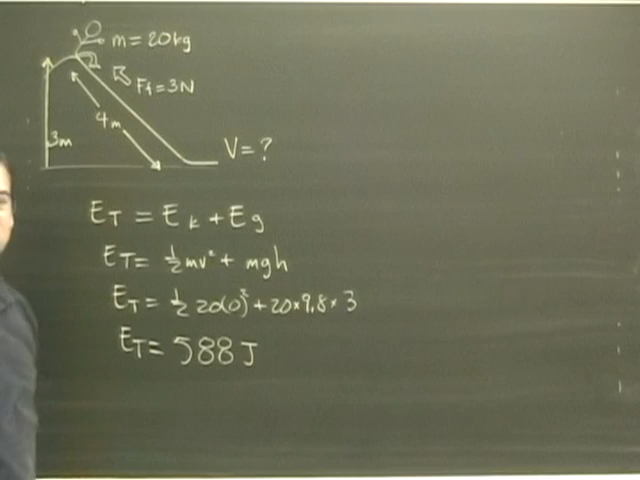 m = 20kg
Ff = 3N
4m
3m
V = ?
ET = Ek + Eg
ET = ½mv² + mgh
ET = ½ 20(0)² + 20 × 9.8 × 3
ET = 588J